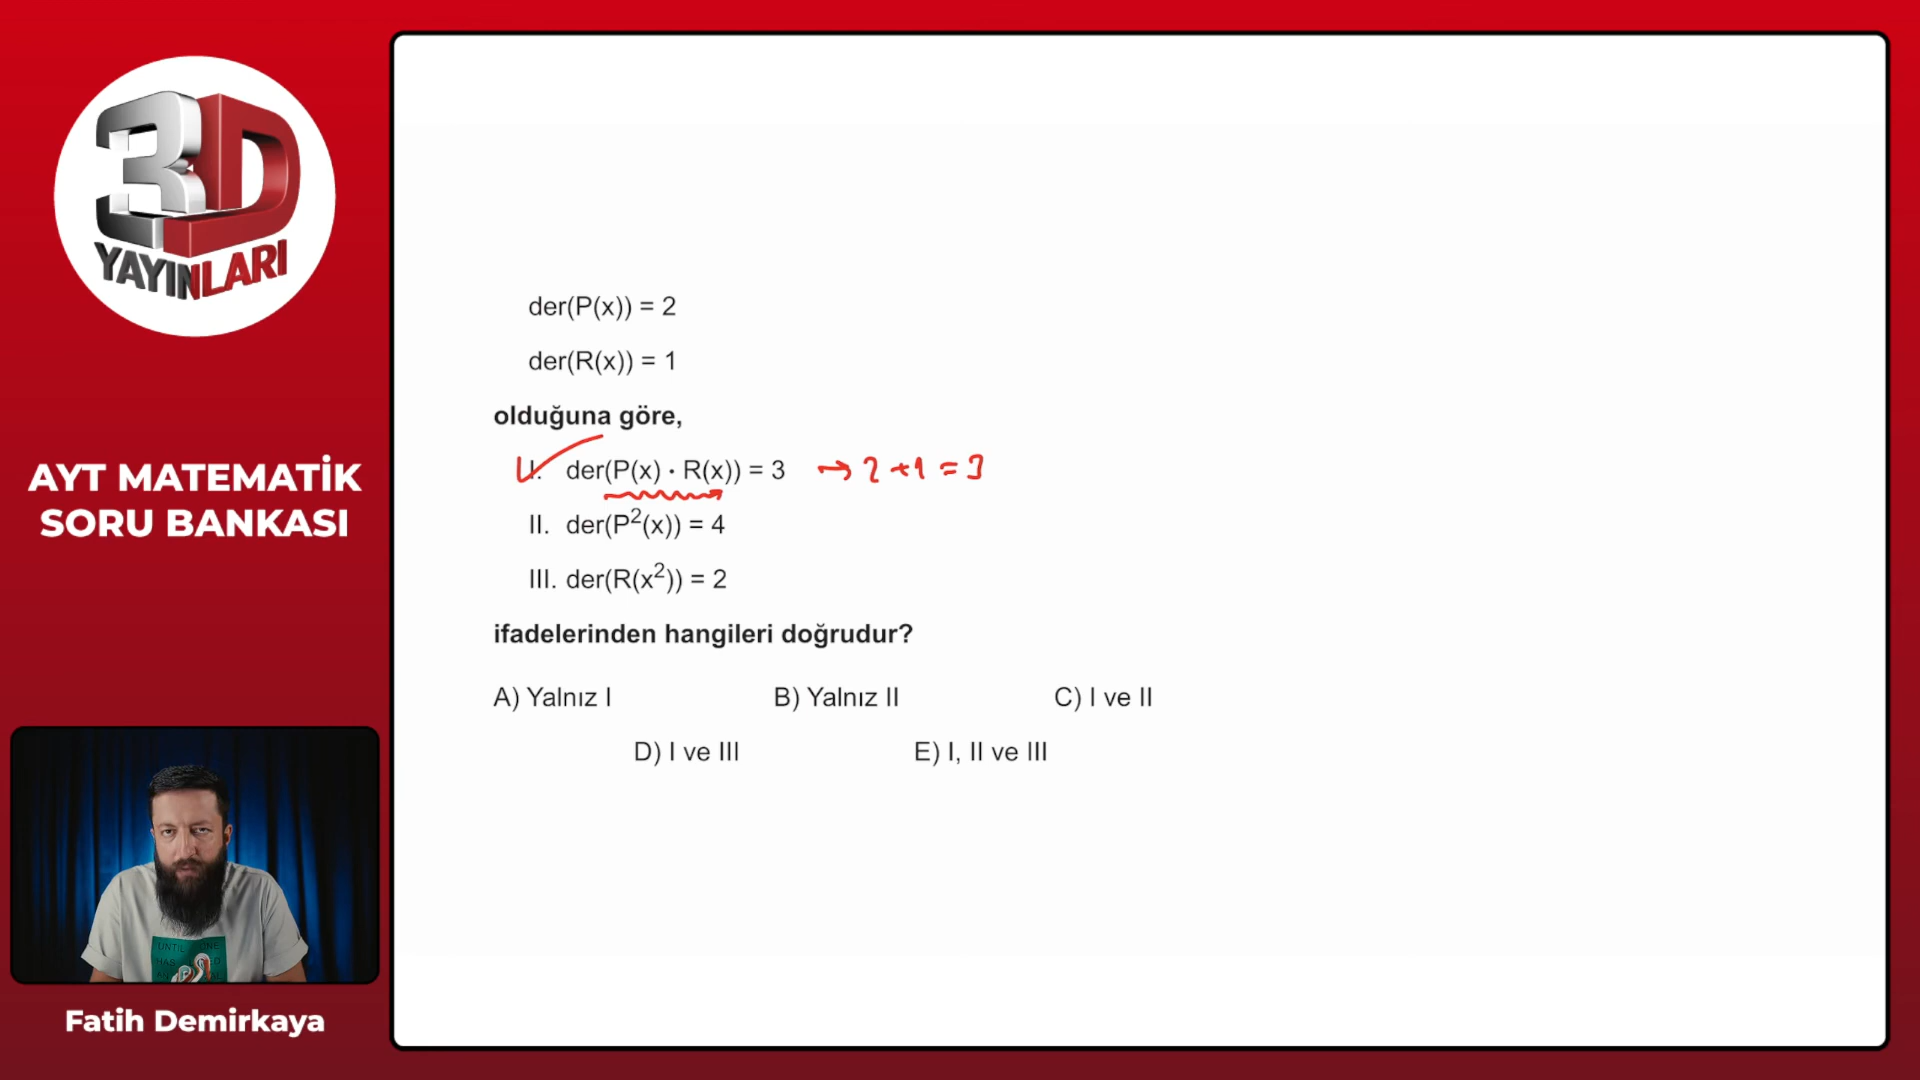 3D
YAYINLARI
AYT MATEMATİK
SORU BANKASI
Fatih Demirkaya
der(P(x)) = 2
der(R(x)) = 1
olduğuna göre,
I. der(P(x) · R(x)) = 3 → 2 + 1 = 3
II. der(P²(x)) = 4
III. der(R(x²)) = 2
ifadelerinden hangileri doğrudur?
A) Yalnız I B) Yalnız II C) I ve II
D) I ve III E) I, II ve III